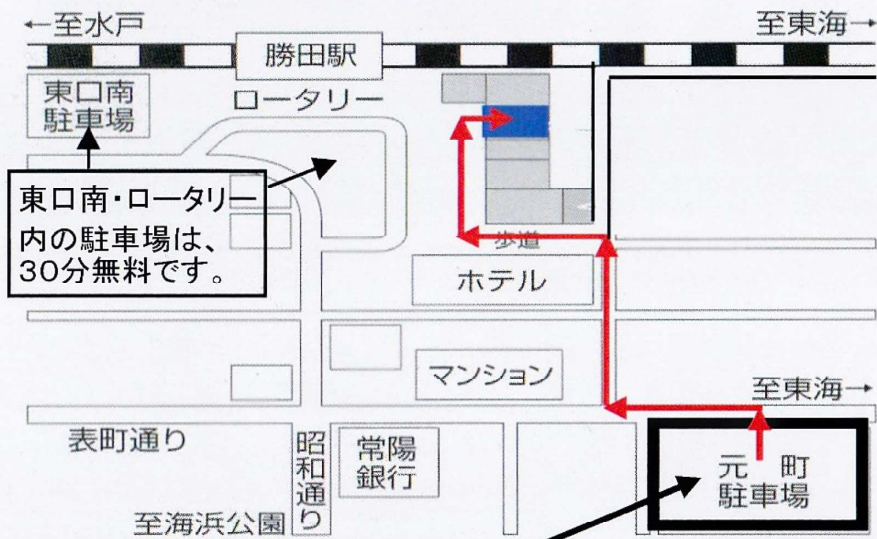 ←至水戸
至東海→
勝田駅
東口南
駐車場
ロータリー
東口南・ロータリー
内の駐車場は、
30分無料です。
歩道
ホテル
マンション
至東海→
表町通り
昭和通り
常陽
銀行
元 町
駐車場
至海浜公園